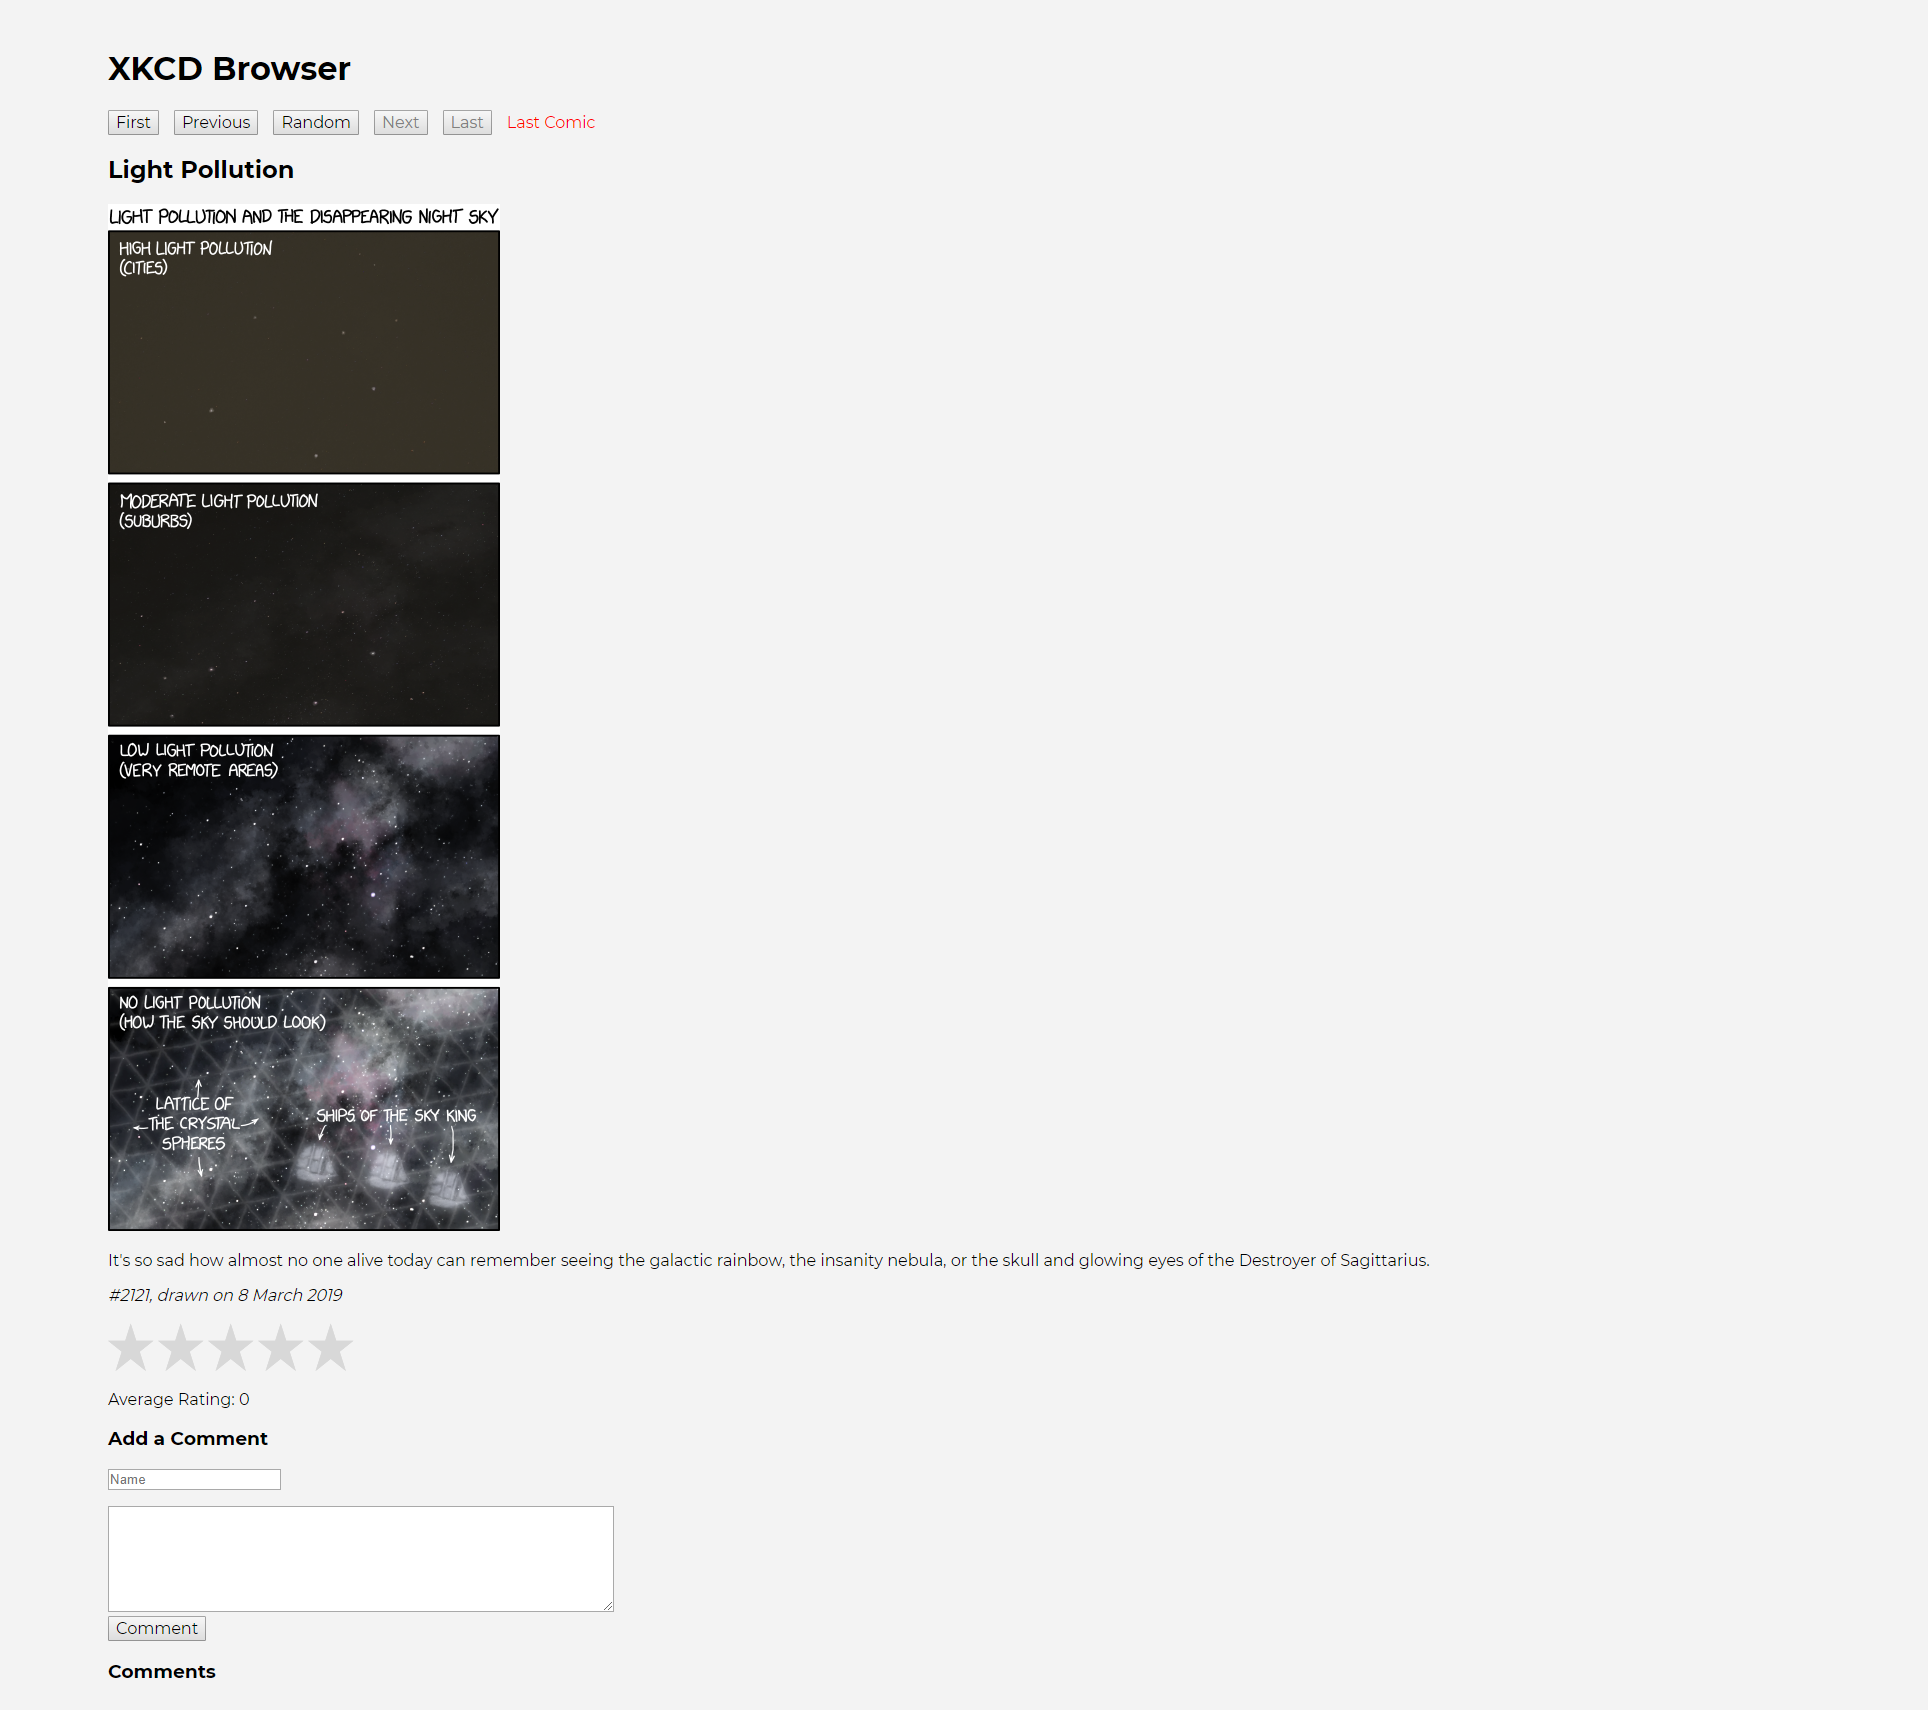 XKCD Browser
First Previous Random Next Last Last Comic
Light Pollution
LIGHT POLLUTION AND THE DISAPPEARING NIGHT SKY
HIGH LIGHT POLLUTION
(CITIES)
MODERATE LIGHT POLLUTION
(SUBURBS)
LOW LIGHT POLLUTION
(VERY REMOTE AREAS)
NO LIGHT POLLUTION
(HOW THE SKY SHOULD LOOK)
LATTICE OF
THE CRYSTAL
SPHERES
SHIPS OF THE SKY KING
It's so sad how almost no one alive today can remember seeing the galactic rainbow, the insanity nebula, or the skull and glowing eyes of the Destroyer of Sagittarius.
#2121, drawn on 8 March 2019
Average Rating: 0
Add a Comment
Name
Comment
Comments